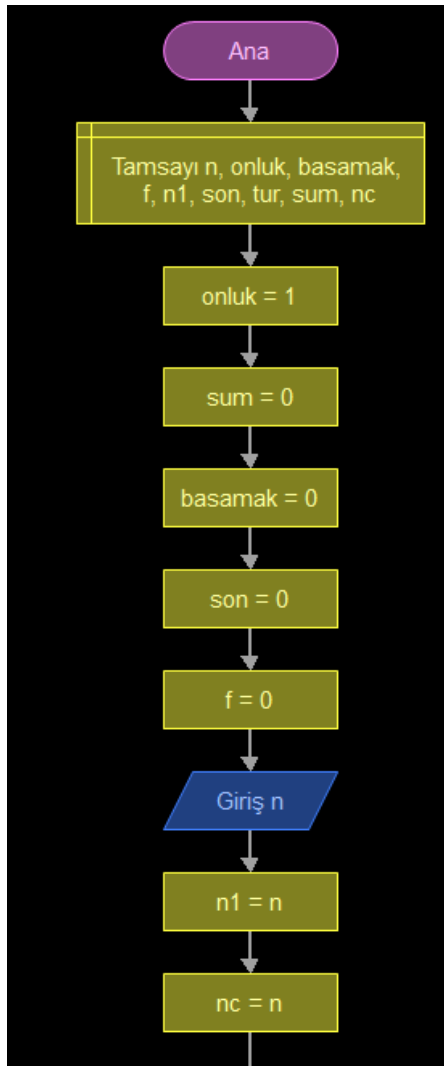 Ana
Tamsayı n, onluk, basamak,
f, n1, son, tur, sum, nc
onluk = 1
sum = 0
basamak = 0
son = 0
f = 0
Giriş n
n1 = n
nc = n